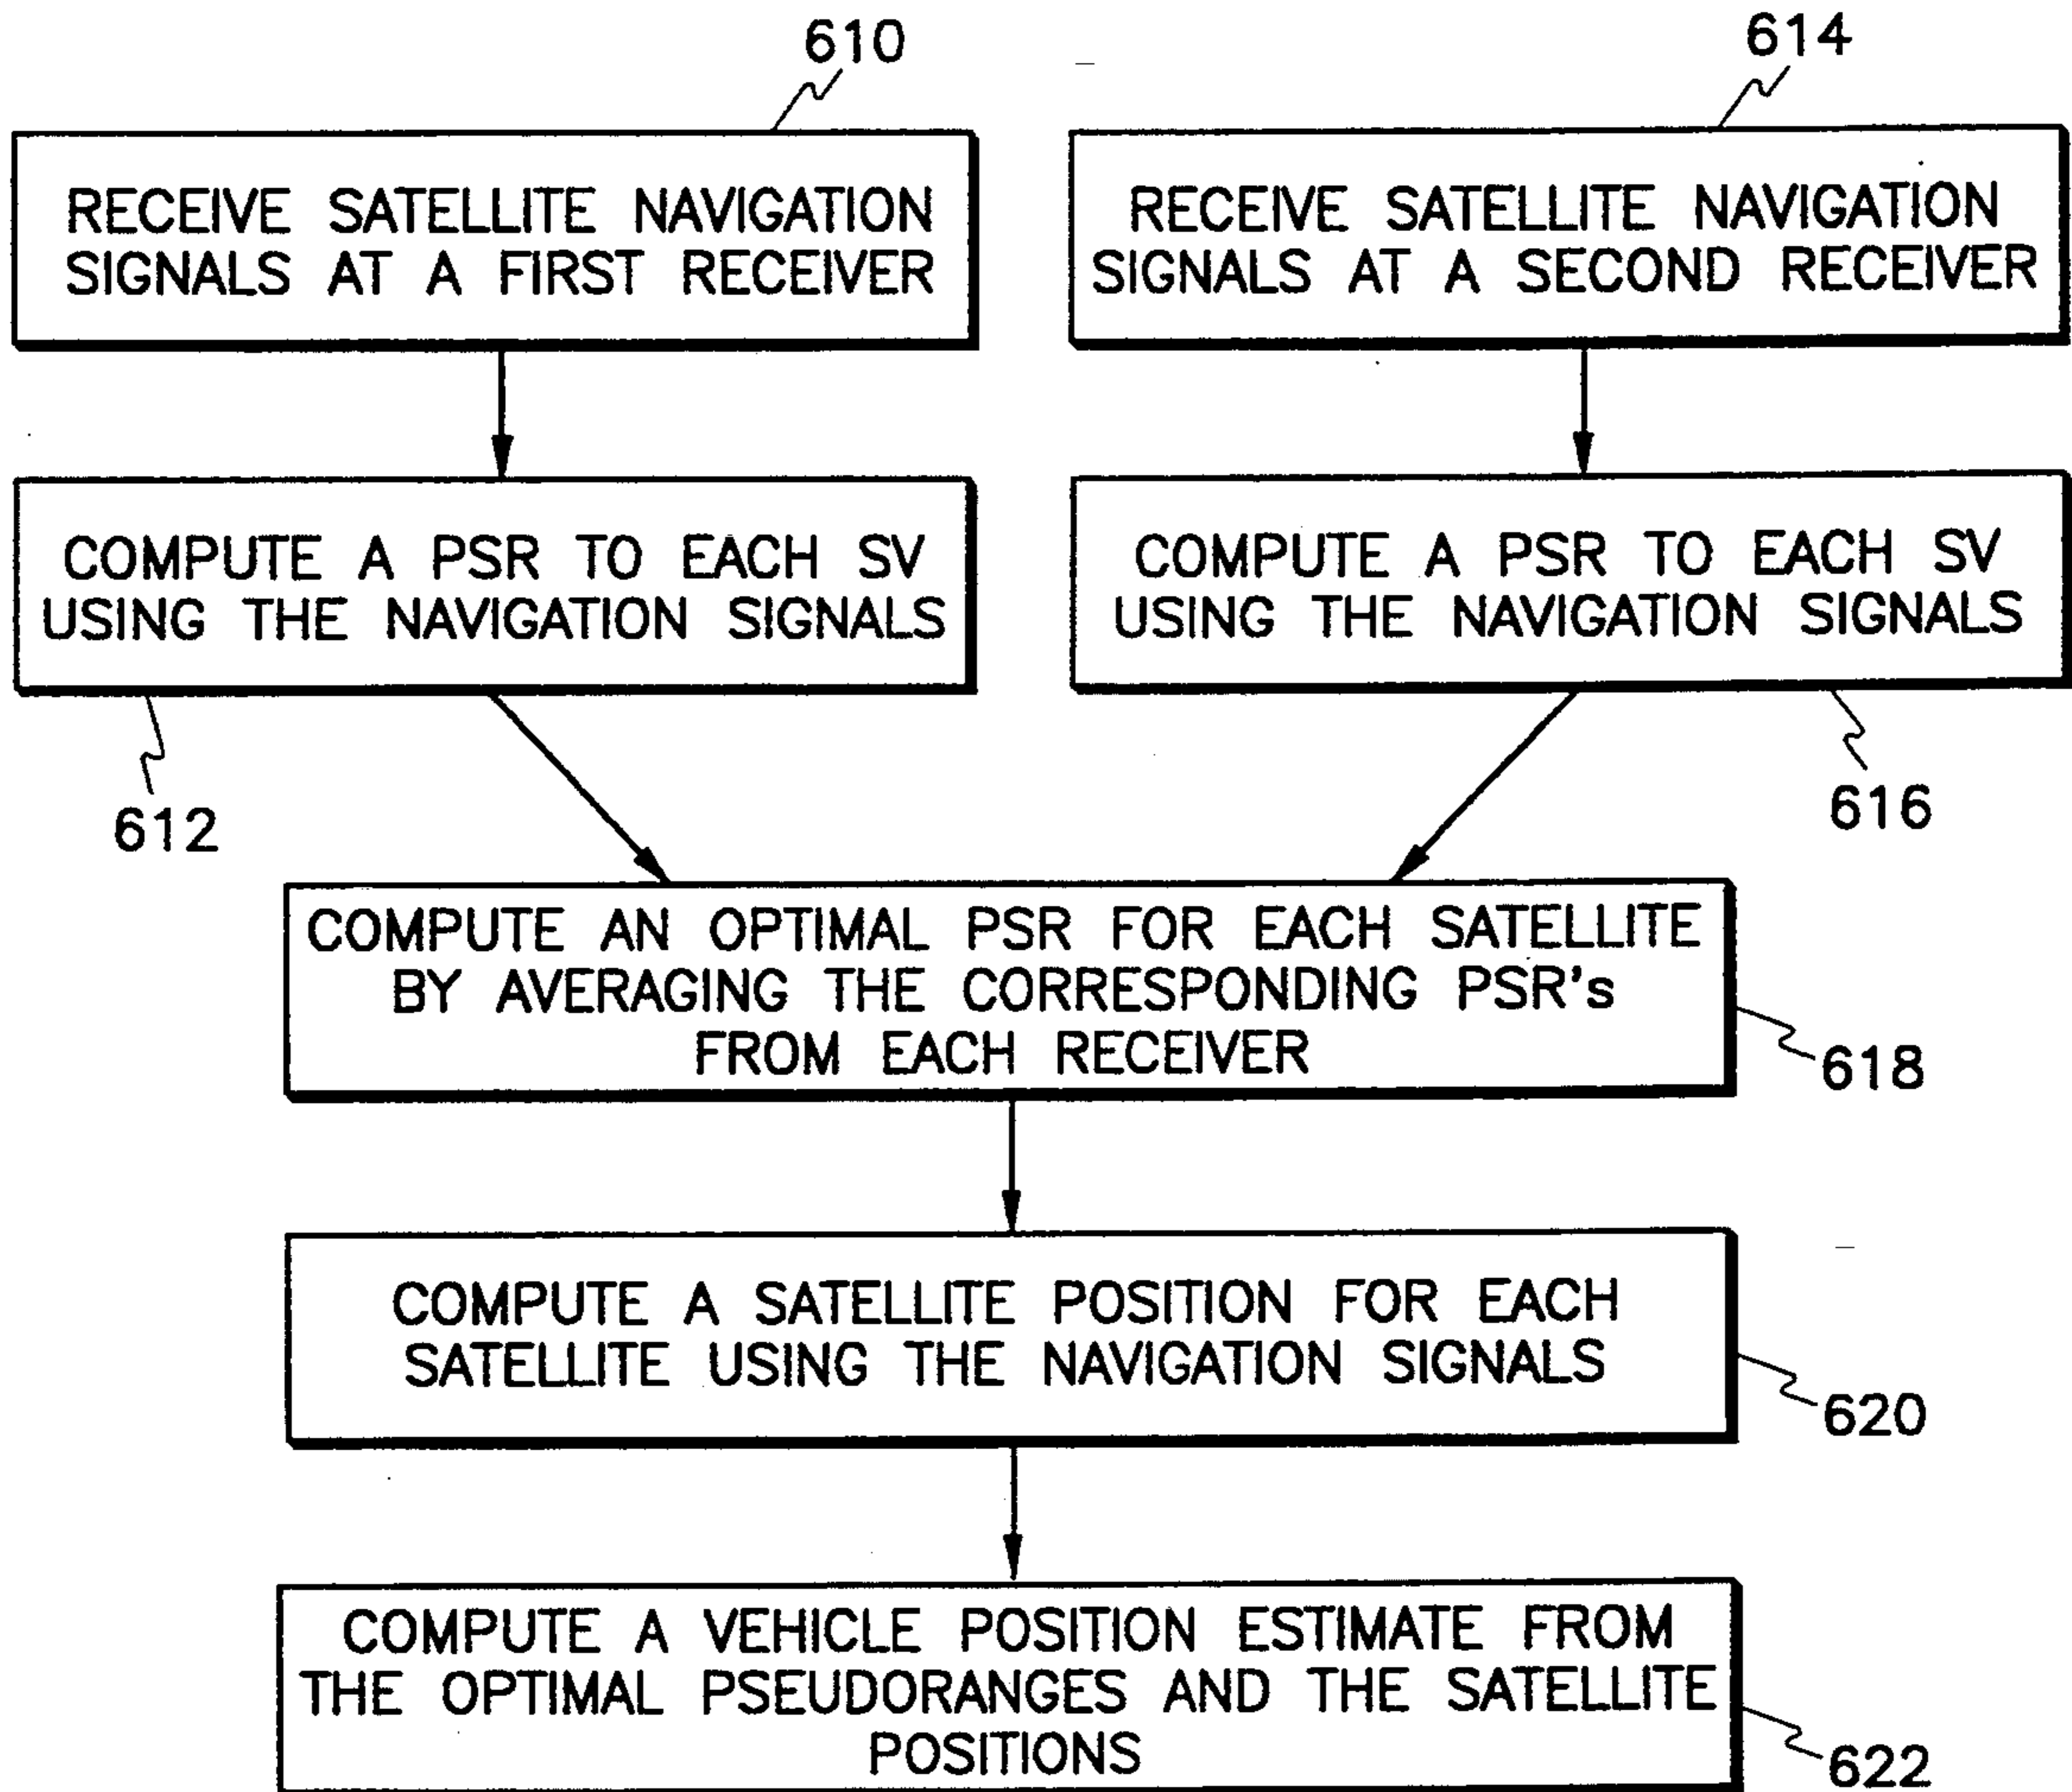 610
614
RECEIVE SATELLITE NAVIGATION
SIGNALS AT A FIRST RECEIVER
RECEIVE SATELLITE NAVIGATION
SIGNALS AT A SECOND RECEIVER
COMPUTE A PSR TO EACH SV
USING THE NAVIGATION SIGNALS
COMPUTE A PSR TO EACH SV
USING THE NAVIGATION SIGNALS
612
616
COMPUTE AN OPTIMAL PSR FOR EACH SATELLITE
BY AVERAGING THE CORRESPONDING PSR's
FROM EACH RECEIVER
618
COMPUTE A SATELLITE POSITION FOR EACH
SATELLITE USING THE NAVIGATION SIGNALS
620
COMPUTE A VEHICLE POSITION ESTIMATE FROM
THE OPTIMAL PSEUDORANGES AND THE SATELLITE
POSITIONS
622